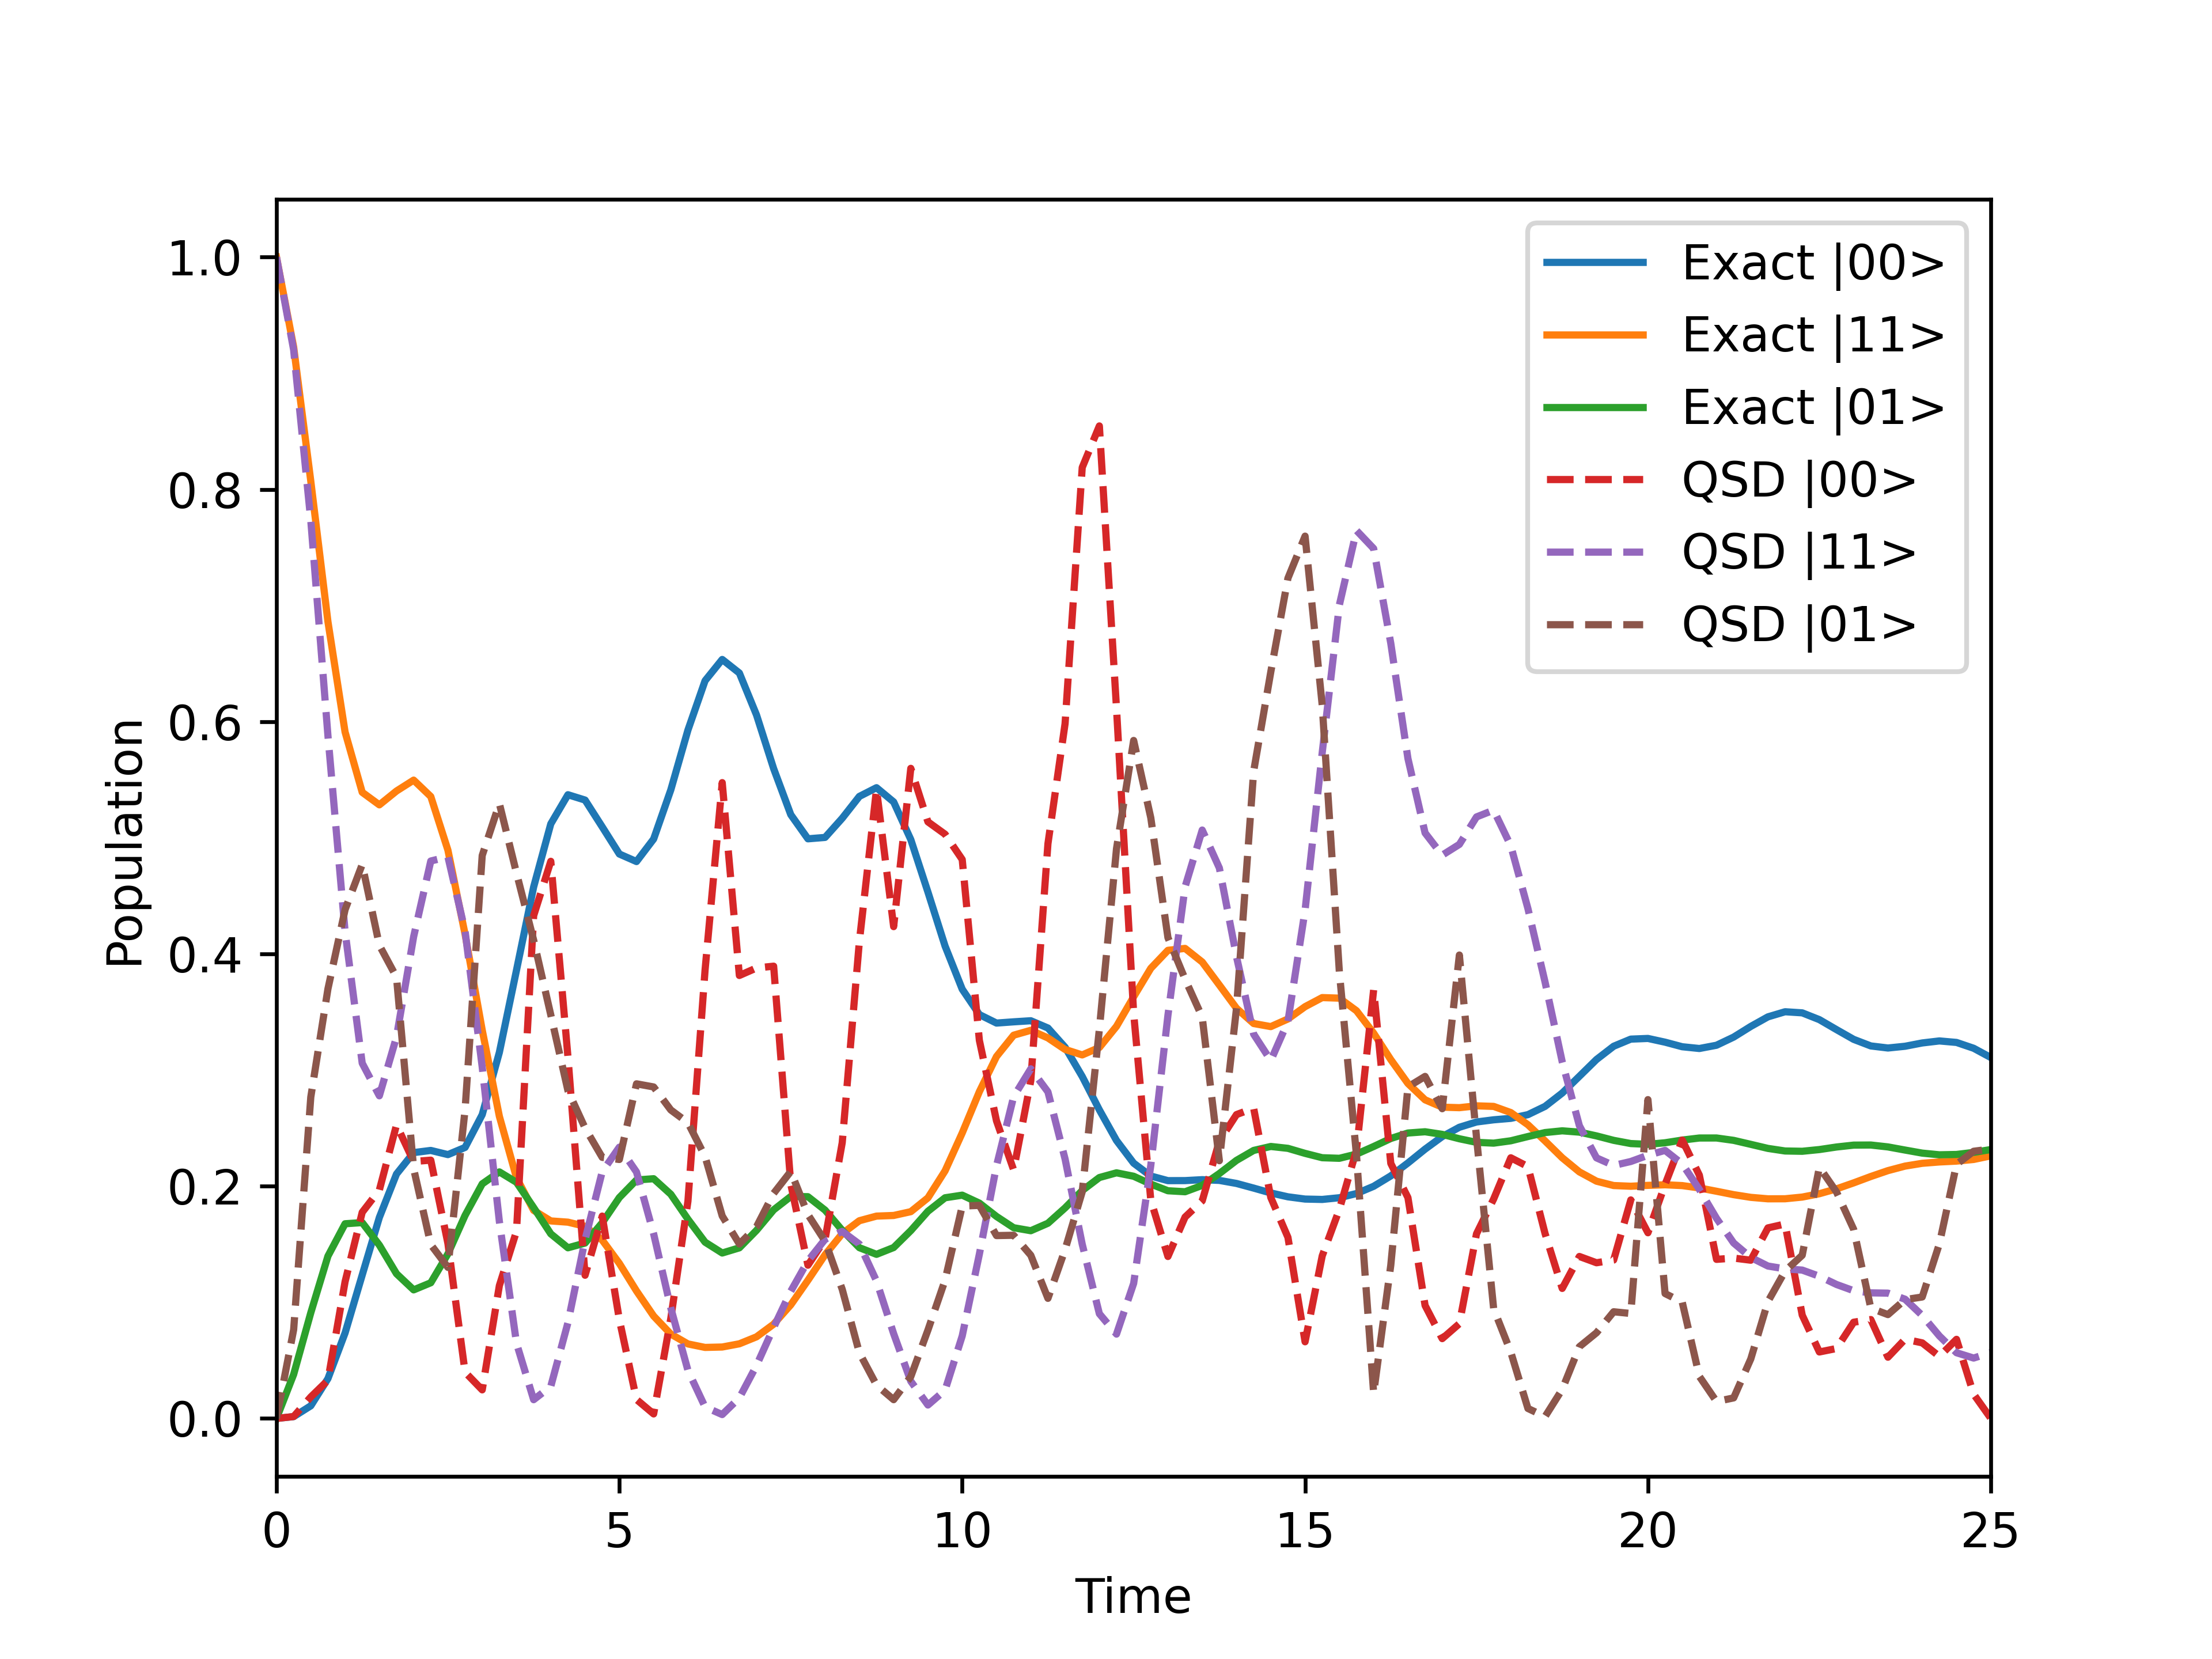 Exact |00>
Exact |11>
Exact |01>
QSD |00>
QSD |11>
QSD |01>
1.0
0.8
0.6
0.4
0.2
0.0
Population
0 5 10 15 20 25
Time